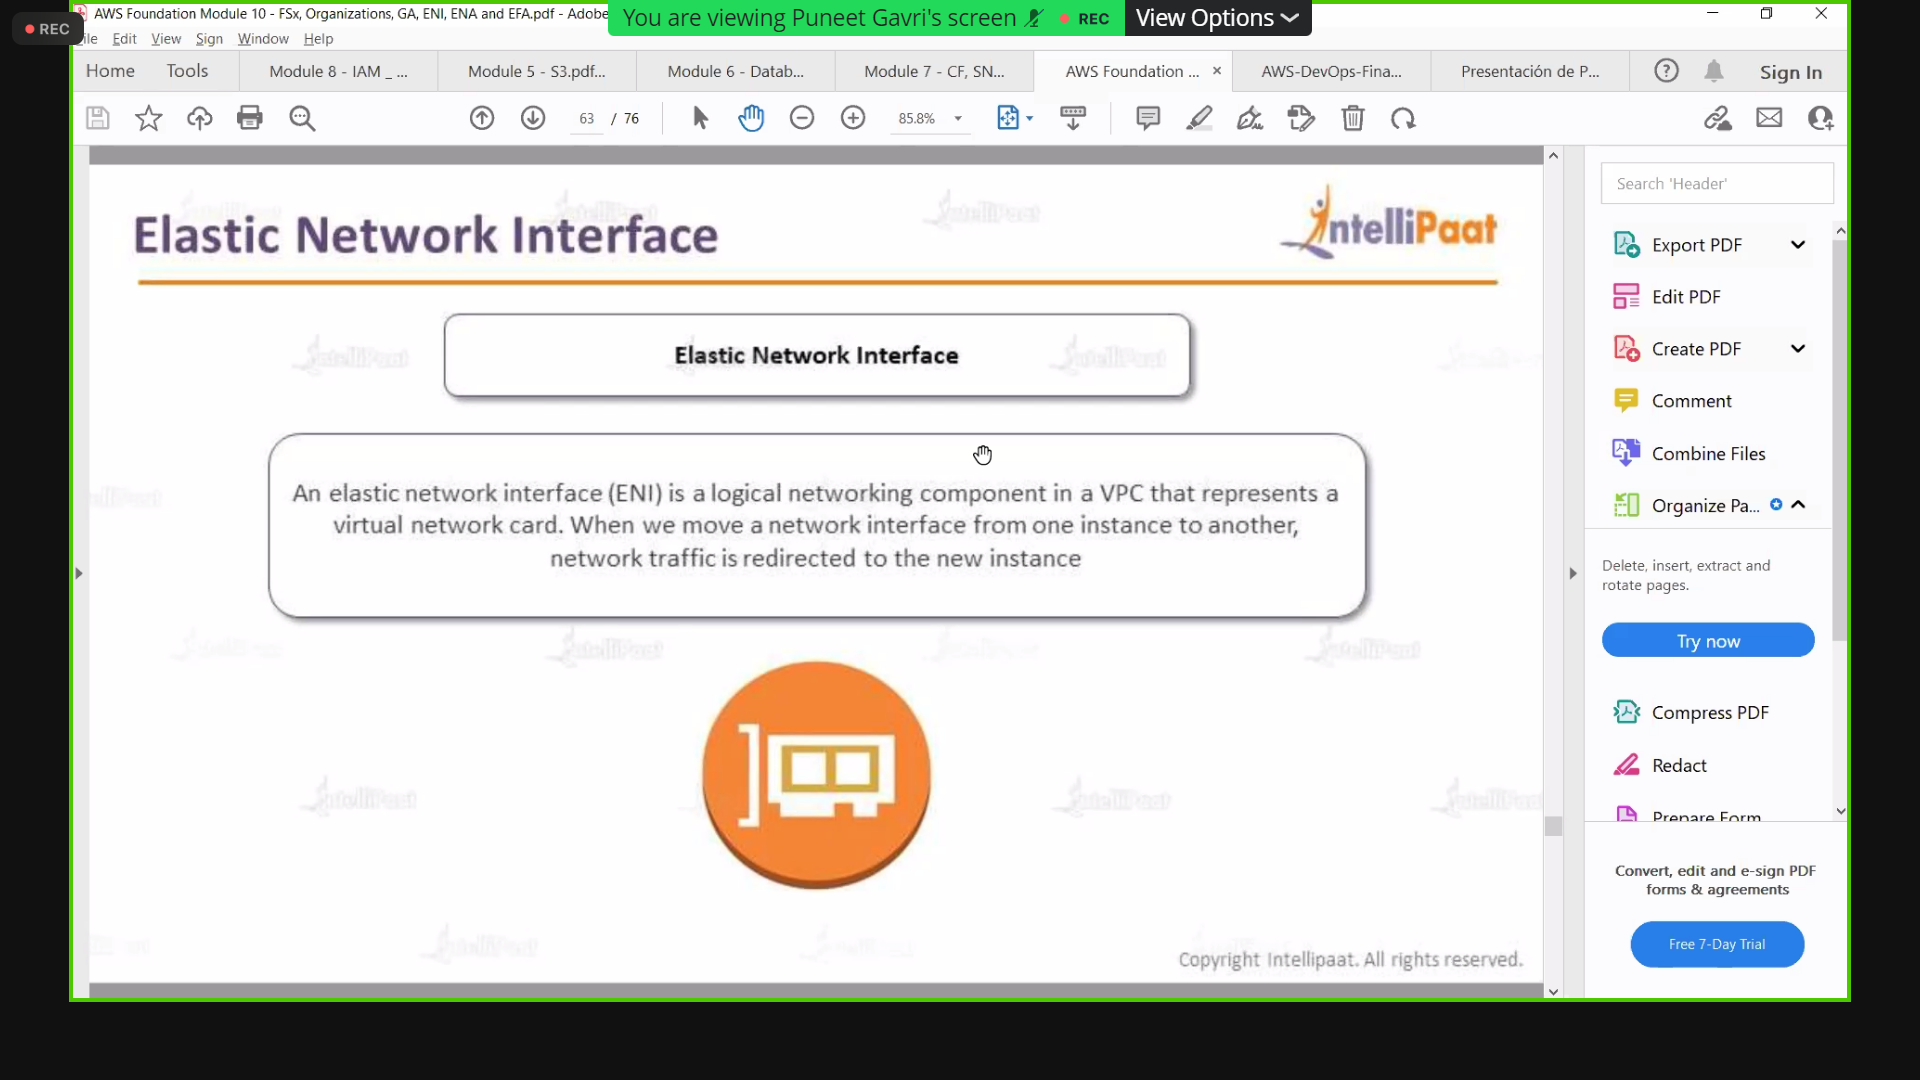 REC
AWS Foundation Module 10 - FSx, Organizations, GA, ENI, ENA and EFA.pdf - Adobe
You are viewing Puneet Gavri's screen
REC
View Options
ile Edit View Sign Window Help
Home Tools Module 8 - IAM _ ... Module 5 - S3.pdf... Module 6 - Datab... Module 7 - CF, SN... AWS Foundation ... × AWS-DevOps-Fina... Presentación de P... Sign In
63 / 76 85.8%
Elastic Network Interface
IntelliPaat
Elastic Network Interface
An elastic network interface (ENI) is a logical networking component in a VPC that represents a
virtual network card. When we move a network interface from one instance to another,
network traffic is redirected to the new instance
Copyright Intellipaat. All rights reserved.
Search 'Header'
Export PDF
Edit PDF
Create PDF
Comment
Combine Files
Organize Pa...
Delete, insert, extract and
rotate pages.
Try now
Compress PDF
Redact
Prepare Form
Convert, edit and e-sign PDF
forms & agreements
Free 7-Day Trial